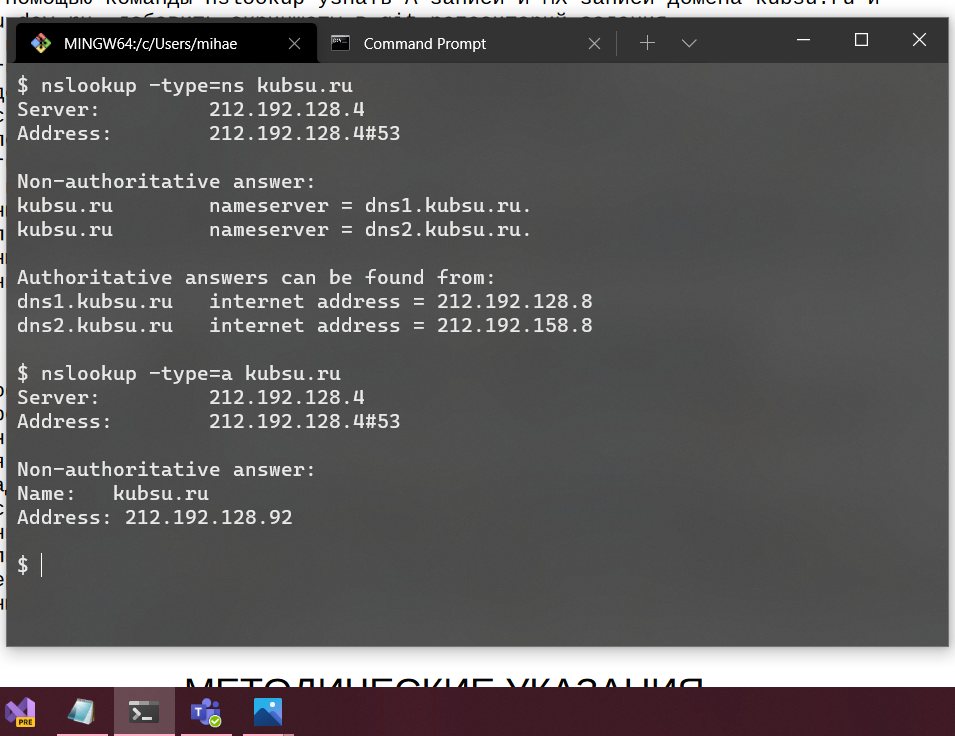 помощью команды nslookup узнать A записи и MX записи домена kubsu.ru и
MINGW64:/c/Users/mihae
Command Prompt
$ nslookup -type=ns kubsu.ru
Server: 212.192.128.4
Address: 212.192.128.4#53
Non-authoritative answer:
kubsu.ru nameserver = dns1.kubsu.ru.
kubsu.ru nameserver = dns2.kubsu.ru.
Authoritative answers can be found from:
dns1.kubsu.ru internet address = 212.192.128.8
dns2.kubsu.ru internet address = 212.192.158.8
$ nslookup -type=a kubsu.ru
Server: 212.192.128.4
Address: 212.192.128.4#53
Non-authoritative answer:
Name: kubsu.ru
Address: 212.192.128.92
$
МЕТОДИЧЕСКИЕ УКАЗАНИЯ
PRE